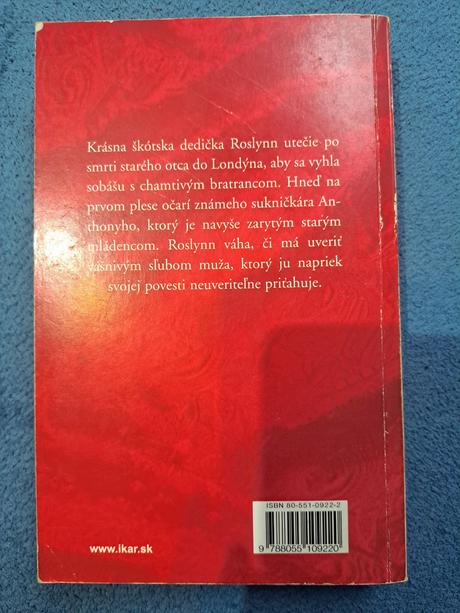 Krásna škótska dedička Roslynn utečie po
smrti starého otca do Londýna, aby sa vyhla
sobášu s chamtivým bratrancom. Hneď na
prvom plese očarí známeho sukničkára An-
thonyho, ktorý je navyše zarytým starým
mládencom. Roslynn váha, či má uveriť
vášnivým sľubom muža, ktorý ju napriek
svojej povesti neuveriteľne priťahuje.
ISBN 80-551-0922-2
9 788055 109220
www.ikar.sk